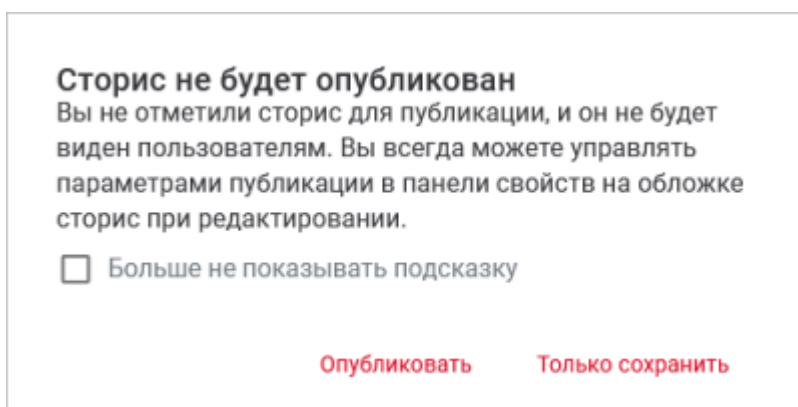 Сторис не будет опубликован
Вы не отметили сторис для публикации, и он не будет
виден пользователям. Вы всегда можете управлять
параметрами публикации в панели свойств на обложке
сторис при редактировании.
Больше не показывать подсказку
Опубликовать Только сохранить